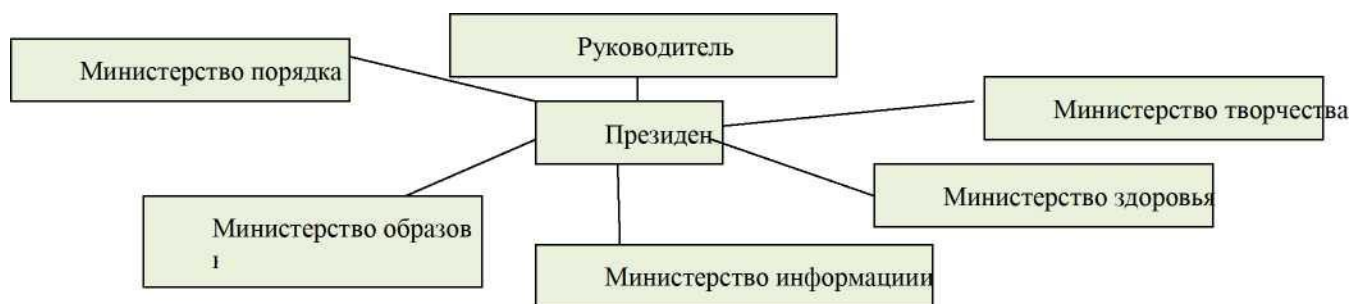 Руководитель
Министерство порядка
Министерство творчества
Президен
Министерство здоровья
Министерство образов
Министерство информациии